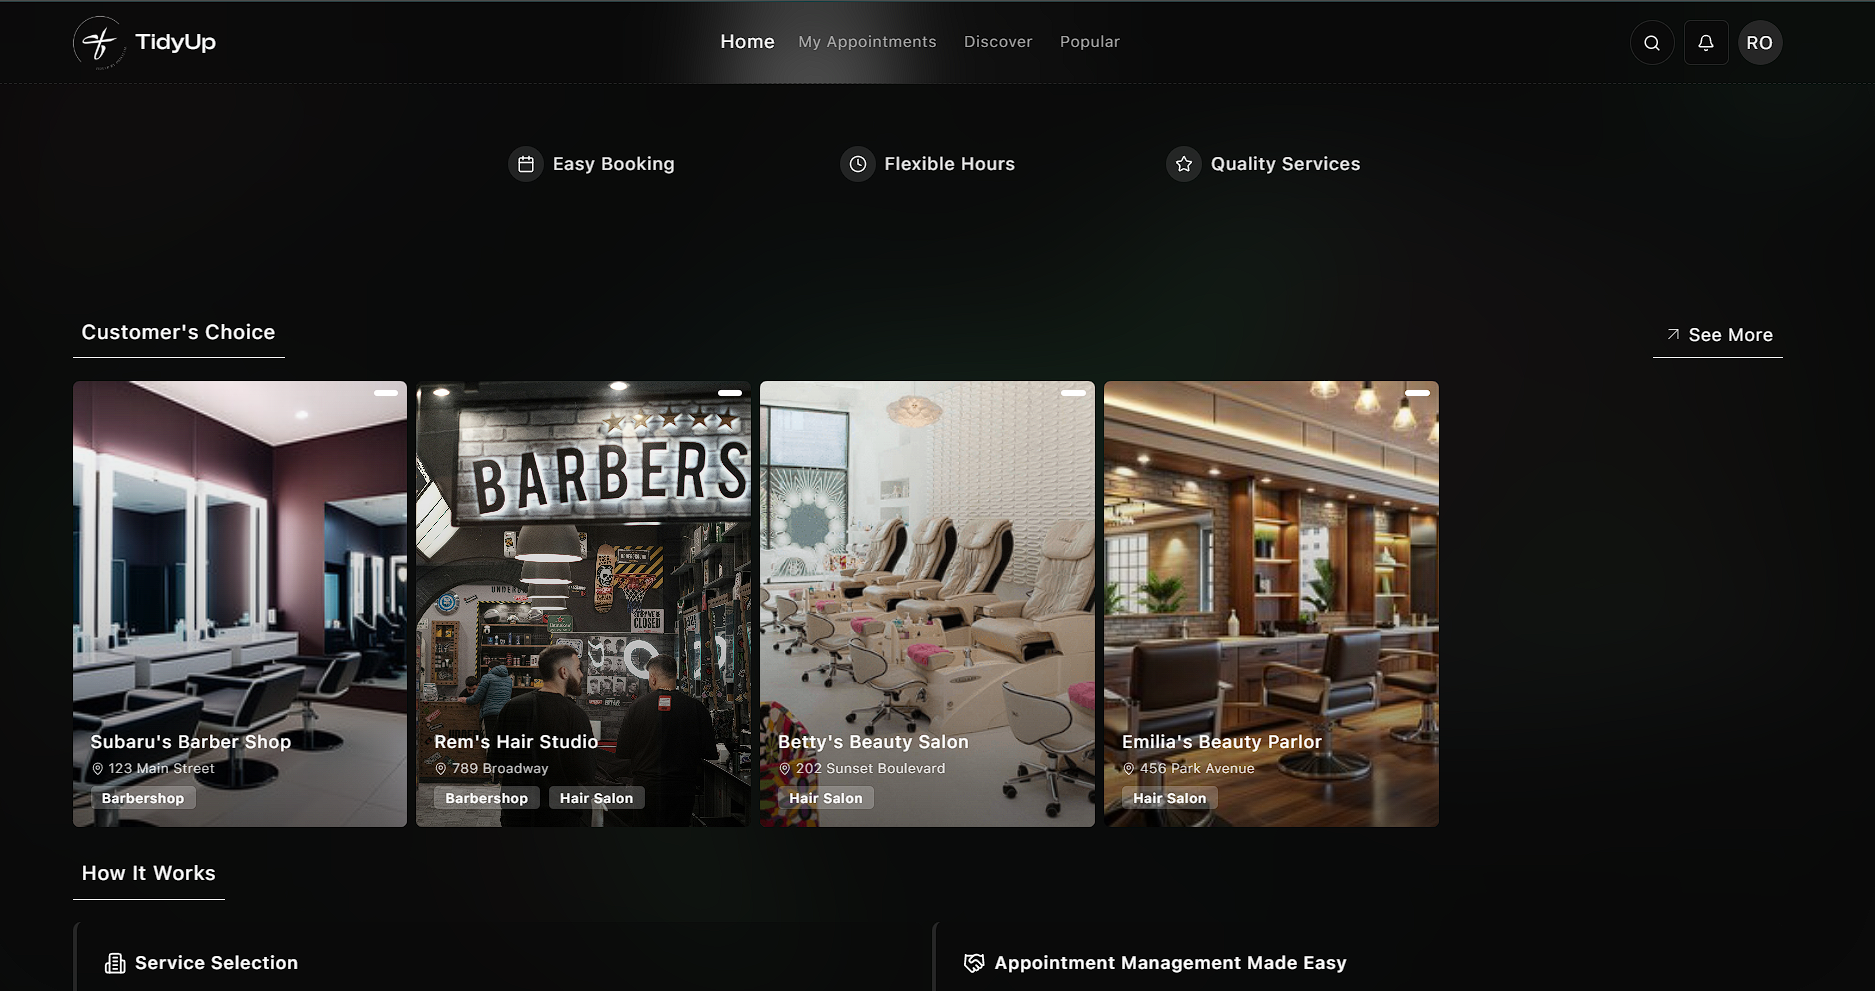 TidyUp
Home My Appointments Discover Popular
RO
Easy Booking
Flexible Hours
Quality Services
Customer's Choice
See More
BARBERS
CLOSED
Subaru's Barber Shop
123 Main Street
Barbershop
Rem's Hair Studio
789 Broadway
Barbershop Hair Salon
Betty's Beauty Salon
202 Sunset Boulevard
Hair Salon
Emilia's Beauty Parlor
456 Park Avenue
Hair Salon
How It Works
Service Selection
Appointment Management Made Easy